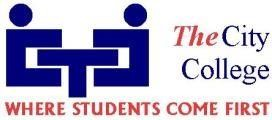 The City
College
WHERE STUDENTS COME FIRST